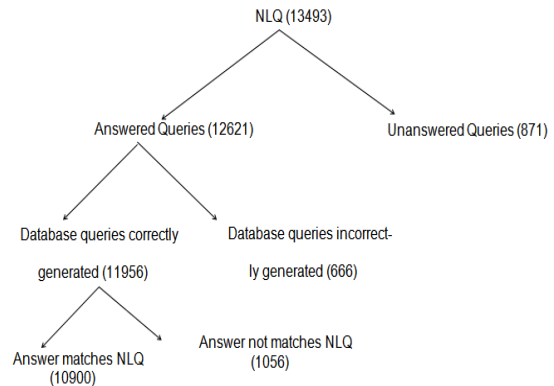 NLQ (13493)
Answered Queries (12621)
Unanswered Queries (871)
Database queries correctly
generated (11956)
Database queries incorrect-
ly generated (666)
Answer matches NLQ
(10900)
Answer not matches NLQ
(1056)